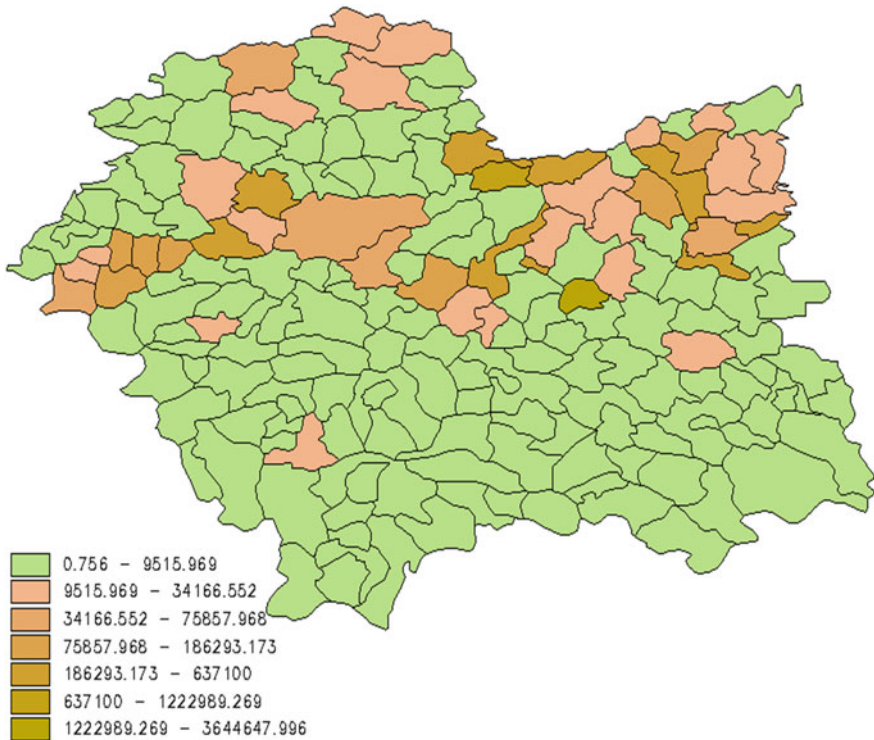 0.756 – 9515.969
9515.969 – 34166.552
34166.552 – 75857.968
75857.968 – 186293.173
186293.173 – 637100
637100 – 1222989.269
1222989.269 – 3644647.996